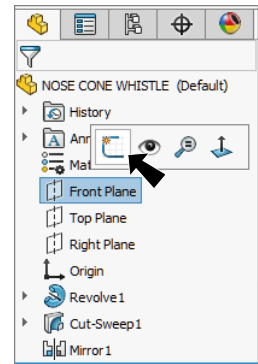 NOSE CONE WHISTLE (Default)
History
A Ann
Mat
Front Plane
Top Plane
Right Plane
Origin
Revolve1
Cut-Sweep1
Mirror1